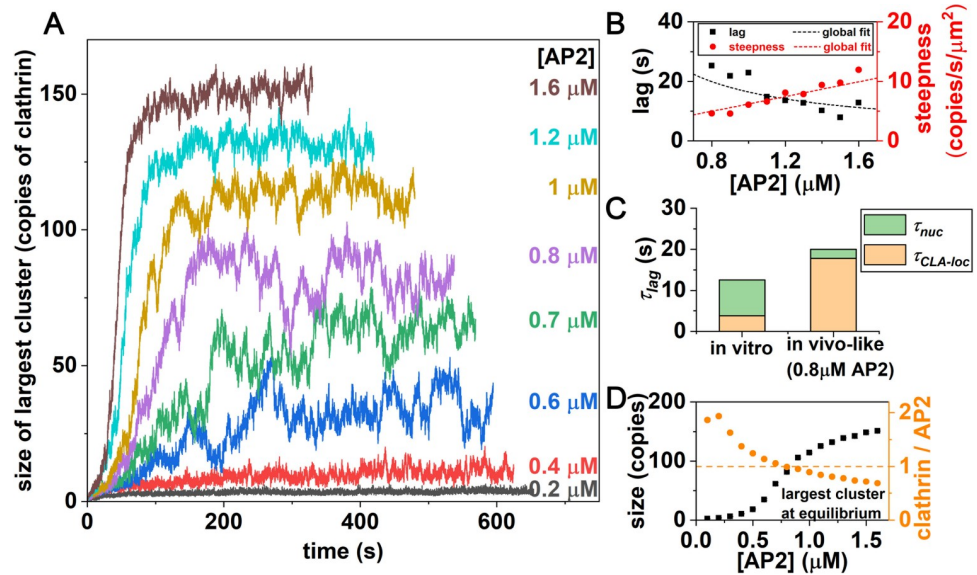 A
size of largest cluster (copies of clathrin)
150
100
50
0
0
200
400
600
time (s)
[AP2]
1.6 μM
1.2 μM
1 μM
0.8 μM
0.7 μM
0.6 μM
0.4 μM
0.2 μM
B
lag global fit
steepness global fit
lag (s)
40
20
0
steepness
(copies/s/μm²)
20
10
0
0.8
1.2
1.6
[AP2] (μM)
C
τlag (s)
30
20
10
0
τnuc
τCLA-loc
in vitro
in vivo-like
(0.8μM AP2)
D
size (copies)
200
100
0
clathrin / AP2
2
1
0
largest cluster
at equilibrium
0.0
0.5
1.0
1.5
[AP2] (μM)